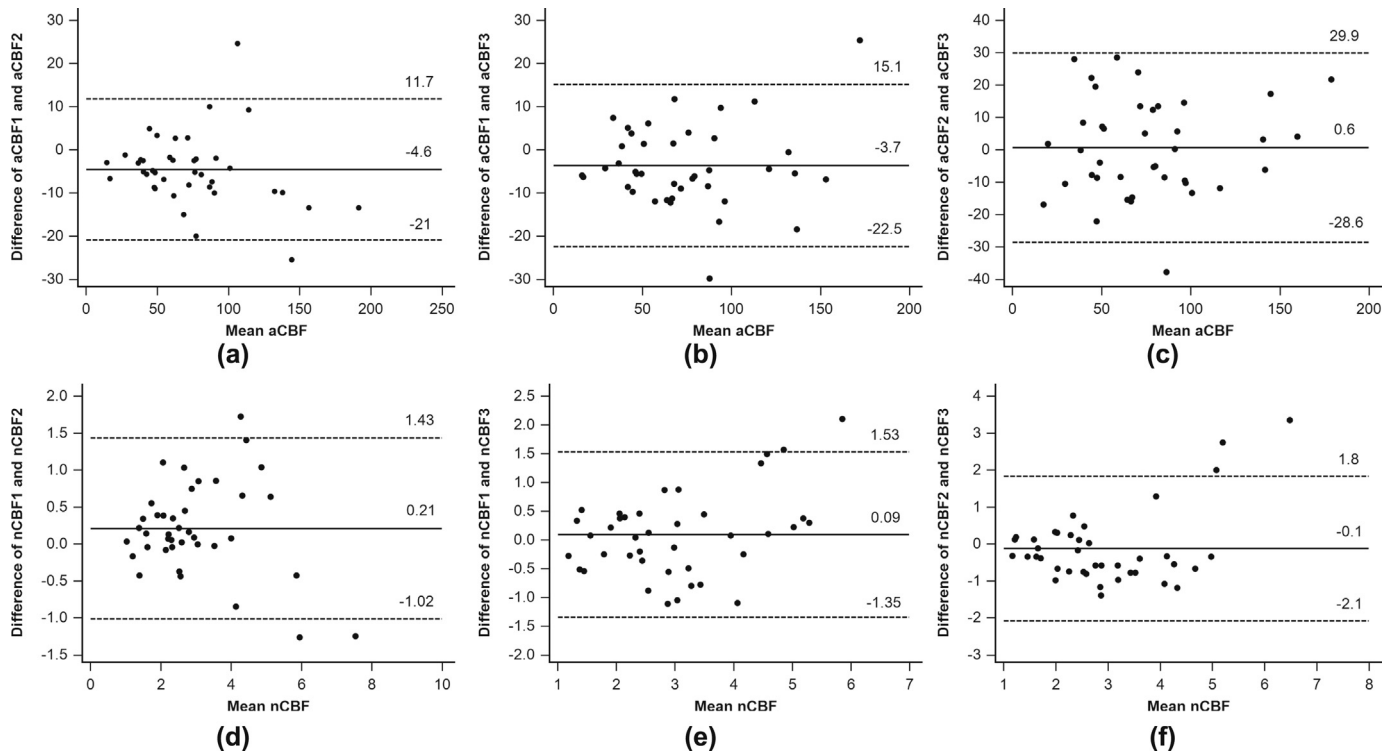 Difference of aCBF1 and aCBF2
30
20
10
0
-10
-20
-30
11.7
-4.6
-21
0 50 100 150 200 250
Mean aCBF
(a)
Difference of aCBF1 and aCBF3
30
20
10
0
-10
-20
-30
15.1
-3.7
-22.5
0 50 100 150 200
Mean aCBF
(b)
Difference of aCBF2 and aCBF3
40
30
20
10
0
-10
-20
-30
-40
29.9
0.6
-28.6
0 50 100 150 200
Mean aCBF
(c)
Difference of nCBF1 and nCBF2
2.0
1.5
1.0
0.5
0.0
-0.5
-1.0
-1.5
1.43
0.21
-1.02
0 2 4 6 8 10
Mean nCBF
(d)
Difference of nCBF1 and nCBF3
2.5
2.0
1.5
1.0
0.5
0.0
-0.5
-1.0
-1.5
-2.0
1.53
0.09
-1.35
1 2 3 4 5 6 7
Mean nCBF
(e)
Difference of nCBF2 and nCBF3
4
3
2
1
0
-1
-2
-3
1.8
-0.1
-2.1
1 2 3 4 5 6 7 8
Mean nCBF
(f)